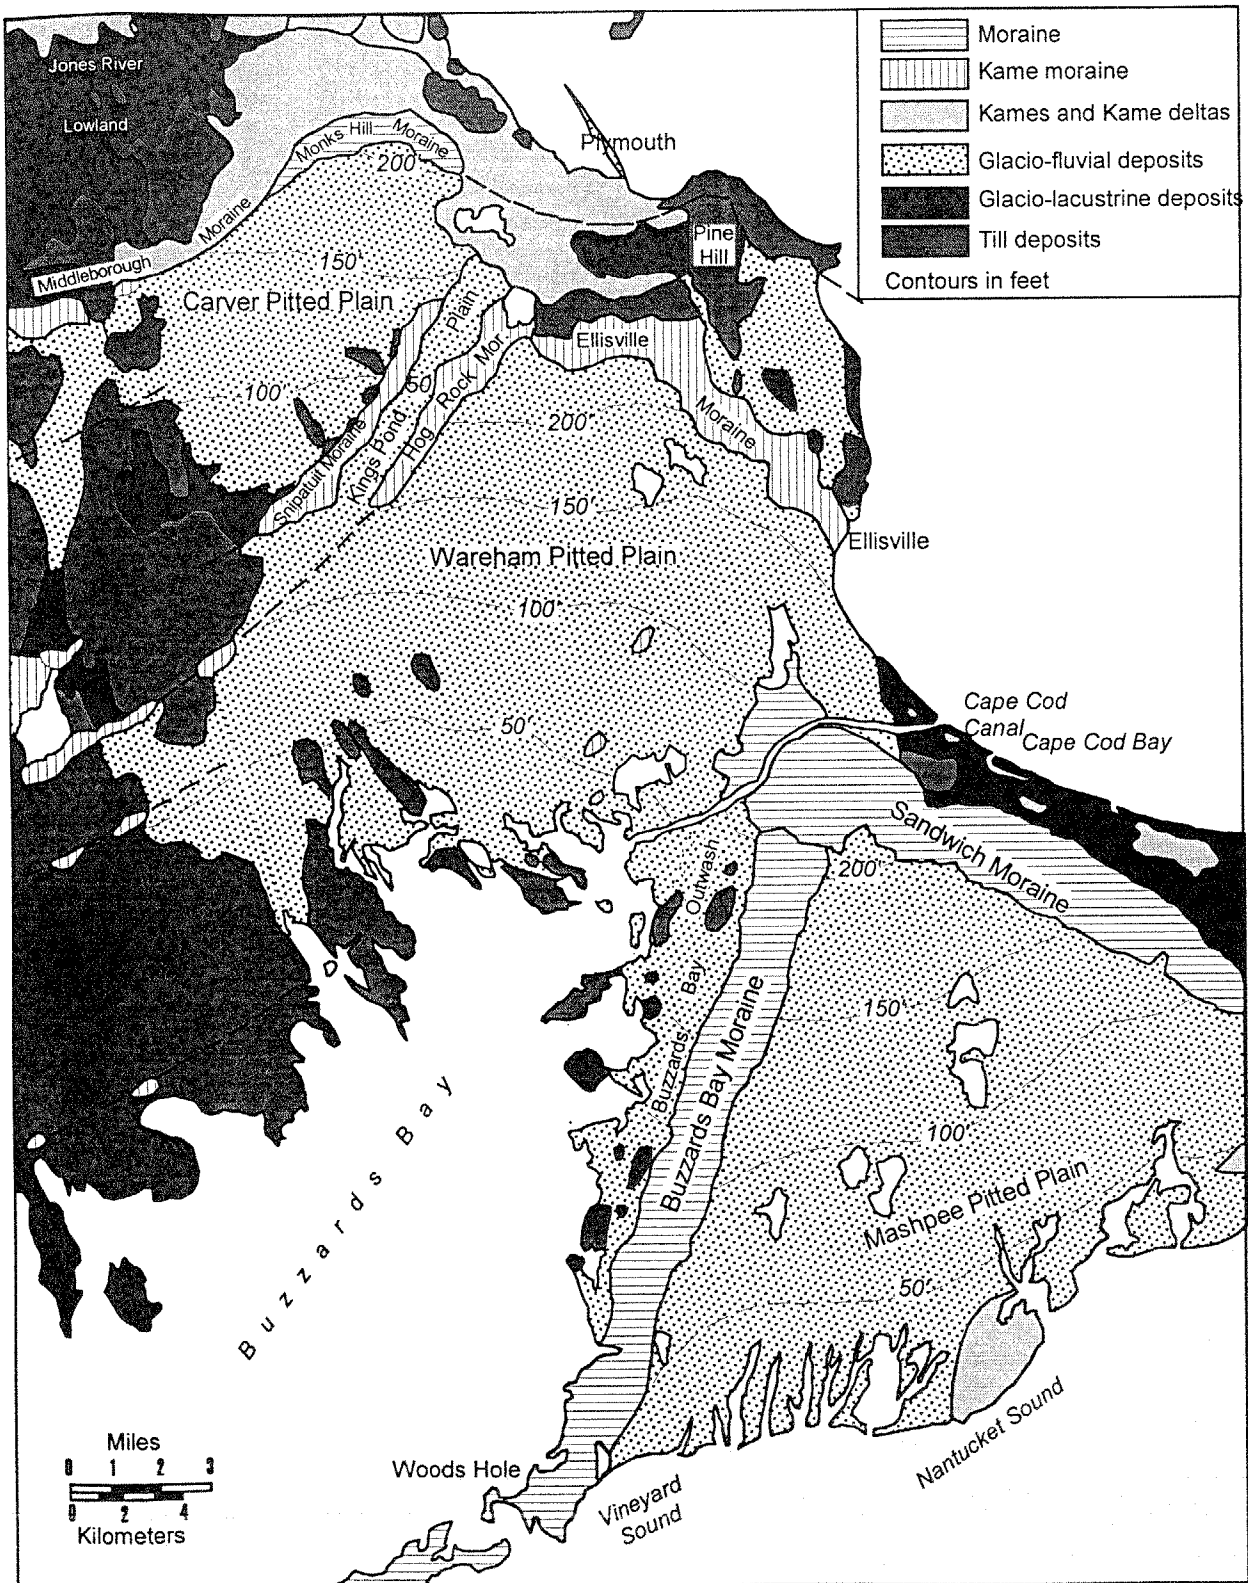 Moraine
Kame moraine
Kames and Kame deltas
Glacio-fluvial deposits
Glacio-lacustrine deposits
Till deposits
Contours in feet
Jones River
Lowland
Plymouth
Monks Hill Moraine
200'
Moraine
Pine
Hill
Middleborough
150'
Carver Pitted Plain
Plain
Ellisville
Rock Mor.
50'
100'
Kings Pond
Hog
Moraine
200'
Snipatuit Moraine
150'
Ellisville
Wareham Pitted Plain
100'
Cape Cod
Canal
Cape Cod Bay
50'
Sandwich Moraine
200'
Outwash
Bay
Buzzards
150'
Buzzards Bay Moraine
Buzzards Bay
100'
Mashpee Pitted Plain
50'
Nantucket Sound
Miles
0 1 2 3
0 2 4
Kilometers
Woods Hole
Vineyard
Sound